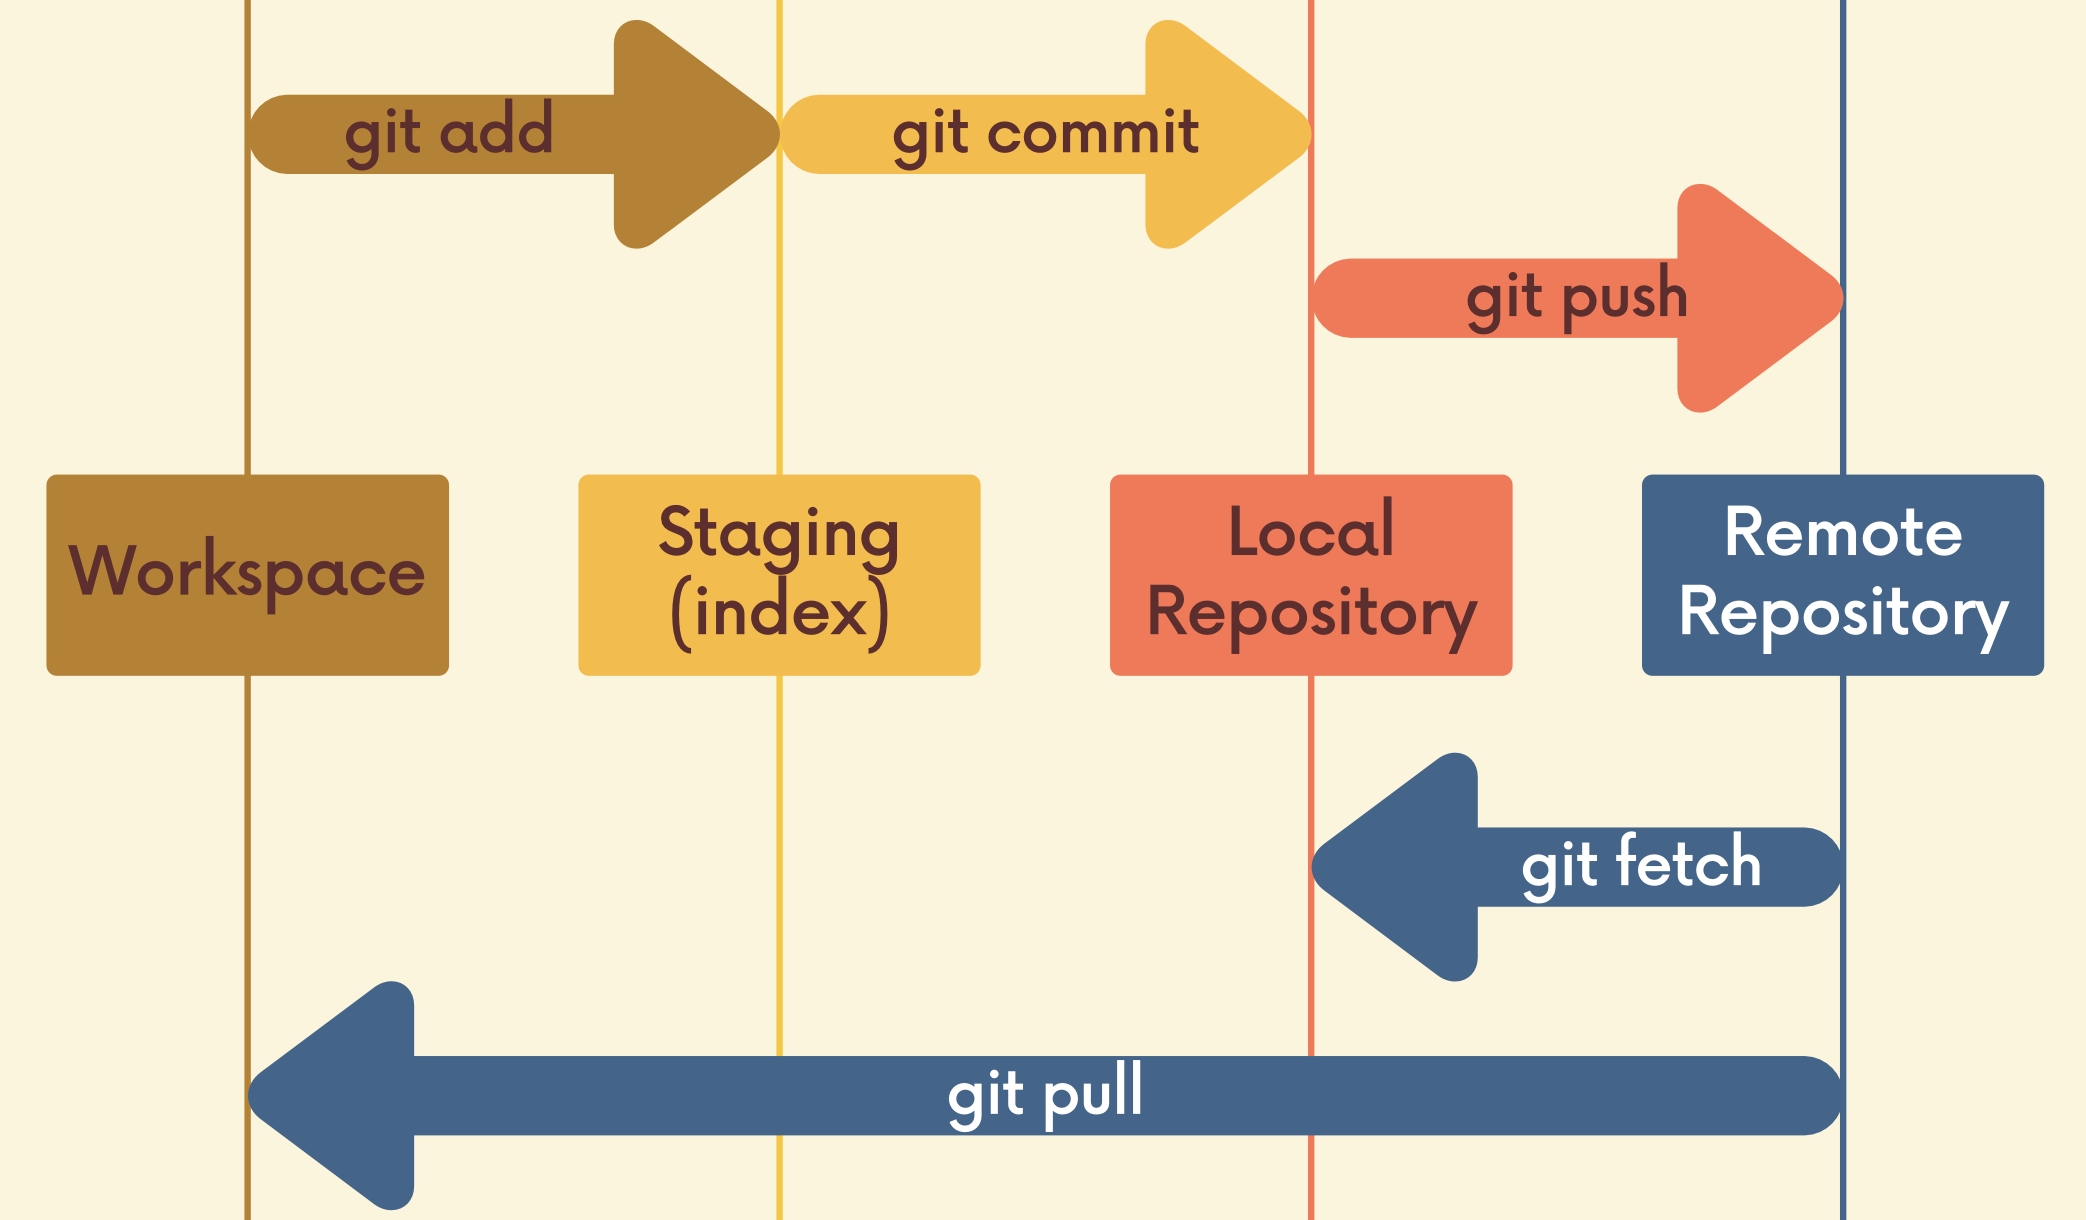 git add
git commit
git push
Workspace
Staging
(index)
Local
Repository
Remote
Repository
git fetch
git pull